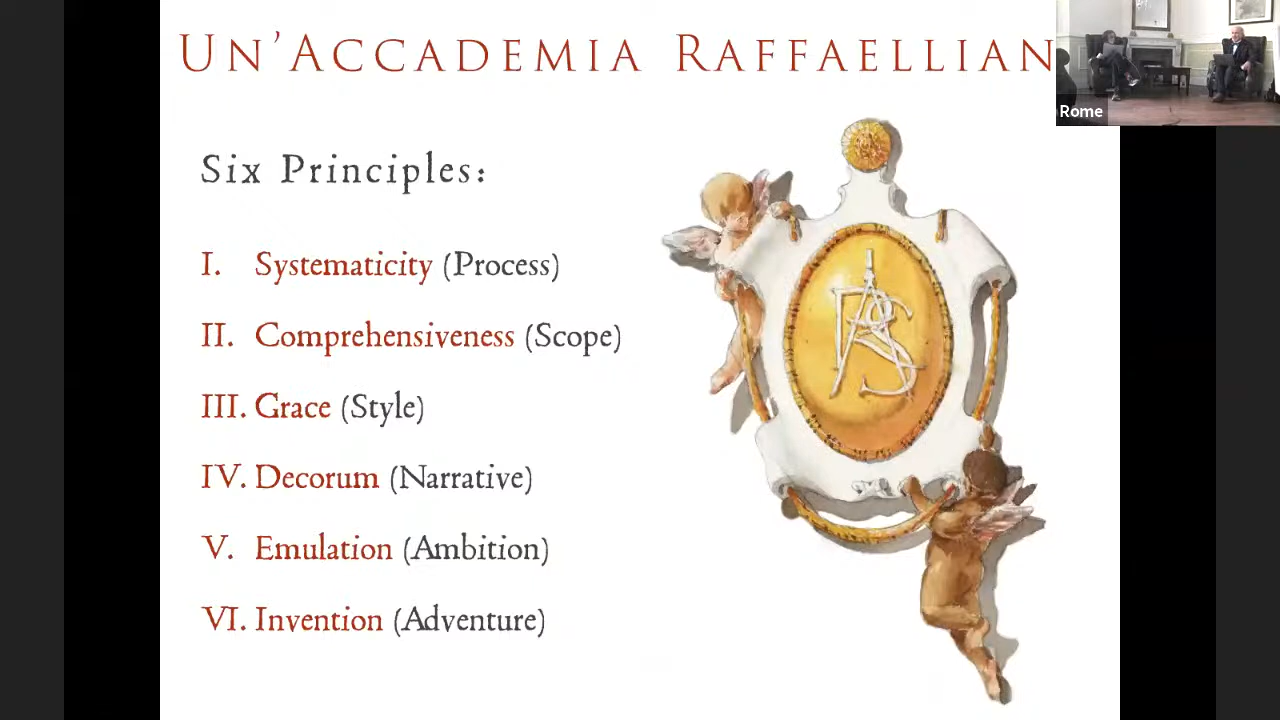 UN'ACCADEMIA RAFFAELLIAN
Rome
Six Principles:
I. Systematicity (Process)
II. Comprehensiveness (Scope)
III. Grace (Style)
IV. Decorum (Narrative)
V. Emulation (Ambition)
VI. Invention (Adventure)